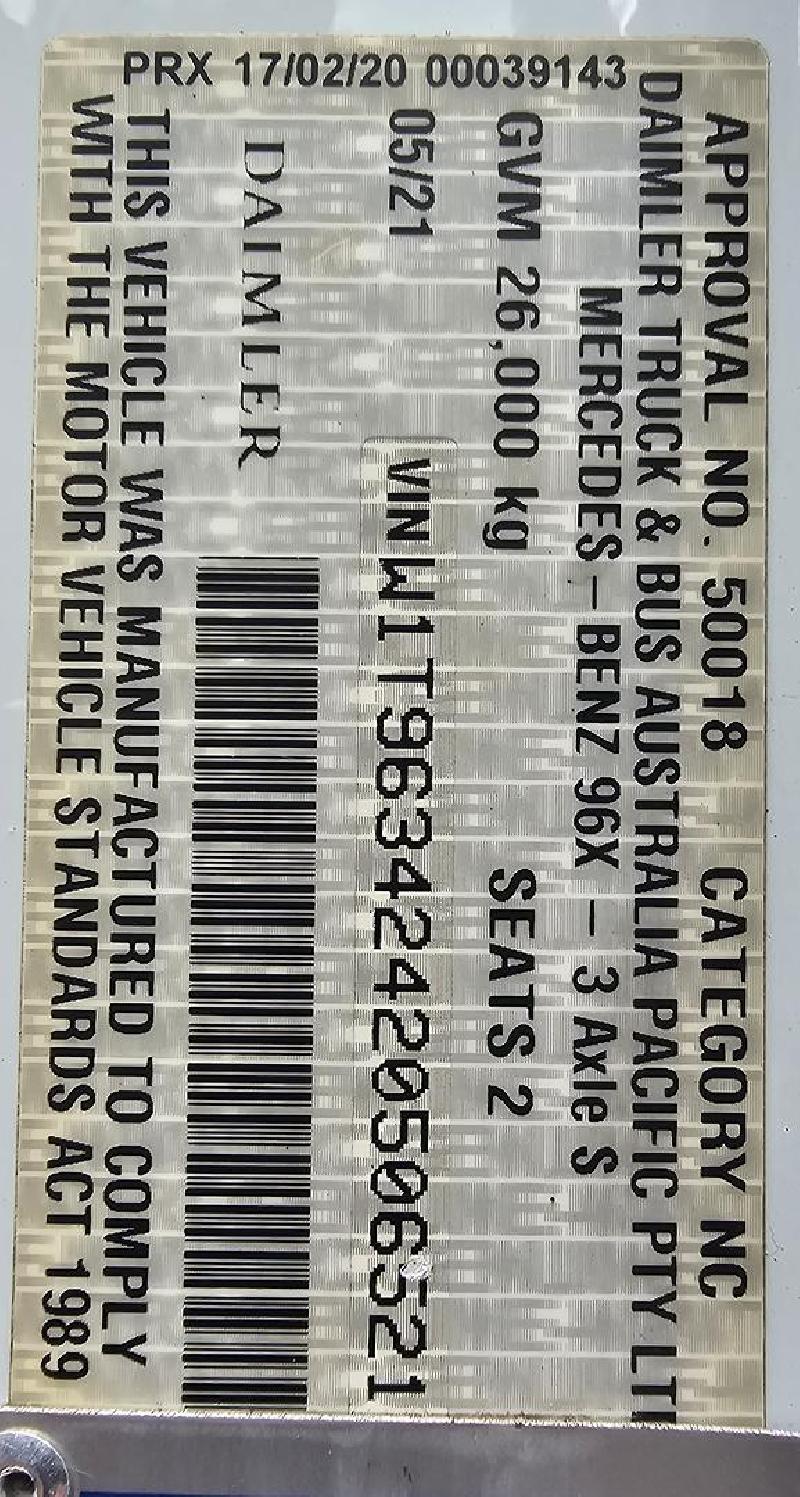 PRX 17/02/20 00039143
APPROVAL NO. 50018 CATEGORY NC
DAIMLER TRUCK & BUS AUSTRALIA PACIFIC PTY LTD
MERCEDES-BENZ 96X - 3 Axle S
GVM 26,000 kg SEATS 2
05/21 VIN W1T96342420506521
DAIMLER
THIS VEHICLE WAS MANUFACTURED TO COMPLY
WITH THE MOTOR VEHICLE STANDARDS ACT 1989